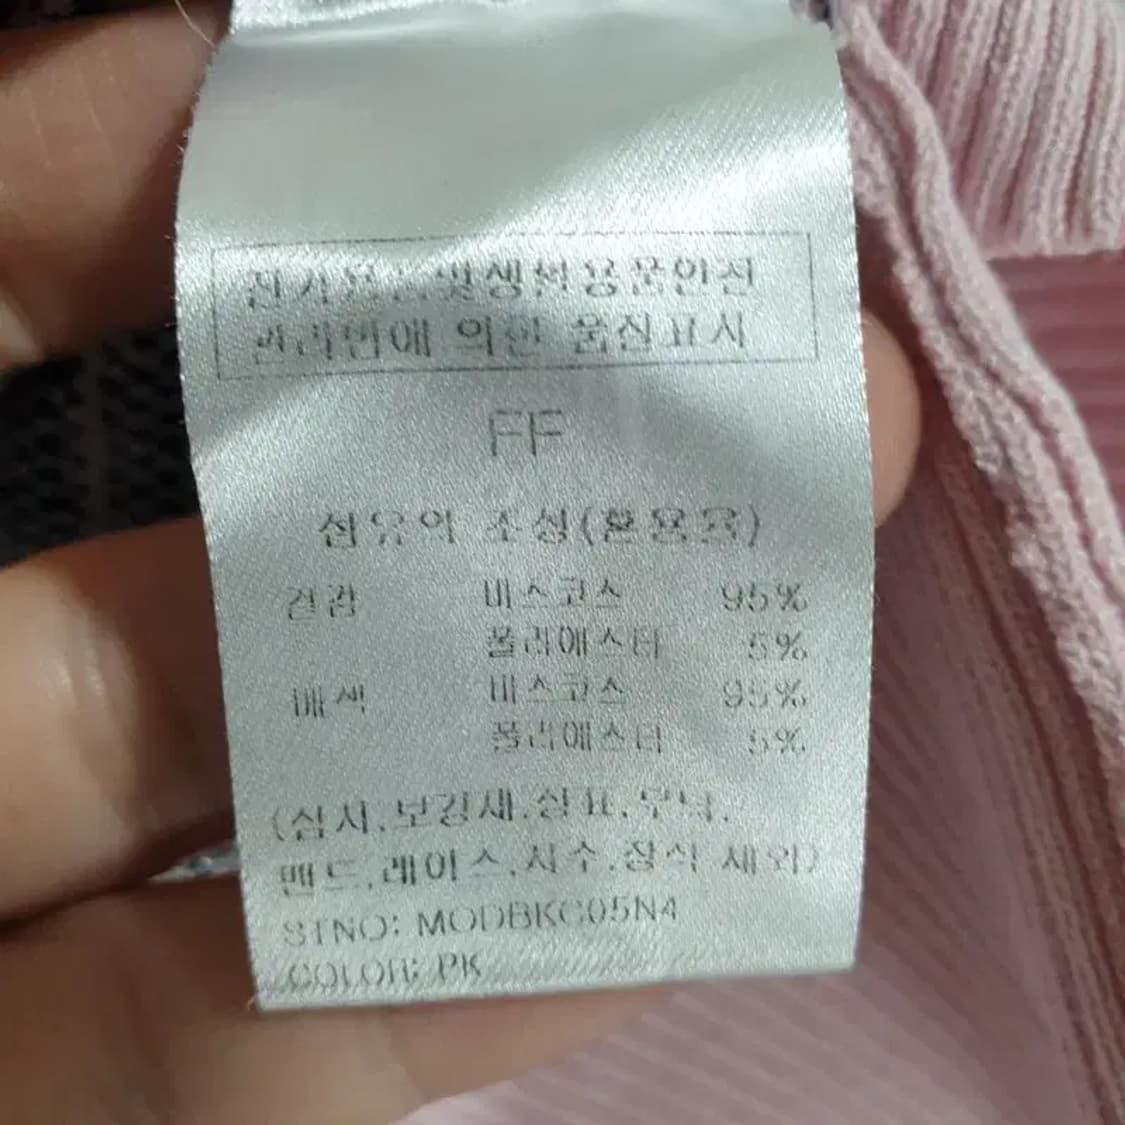 전기용품및생활용품안전
관리법에 의한 품질표시
FF
섬유의 조성(혼용율)
겉감 비스코스 95%
폴리에스터 5%
배색 비스코스 95%
폴리에스터 5%
(심지,보강재,상표,무늬,
밴드,레이스,자수,장식 제외)
STNO: MODBKC05N4
COLOR: PK